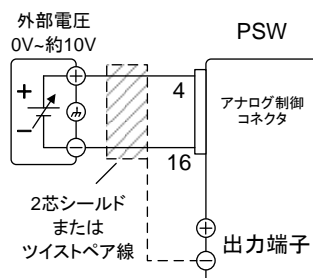 外部電圧
0V~約10V
PSW
4
アナログ制御
コネクタ
16
2芯シールド
または
ツイストペア線
出力端子